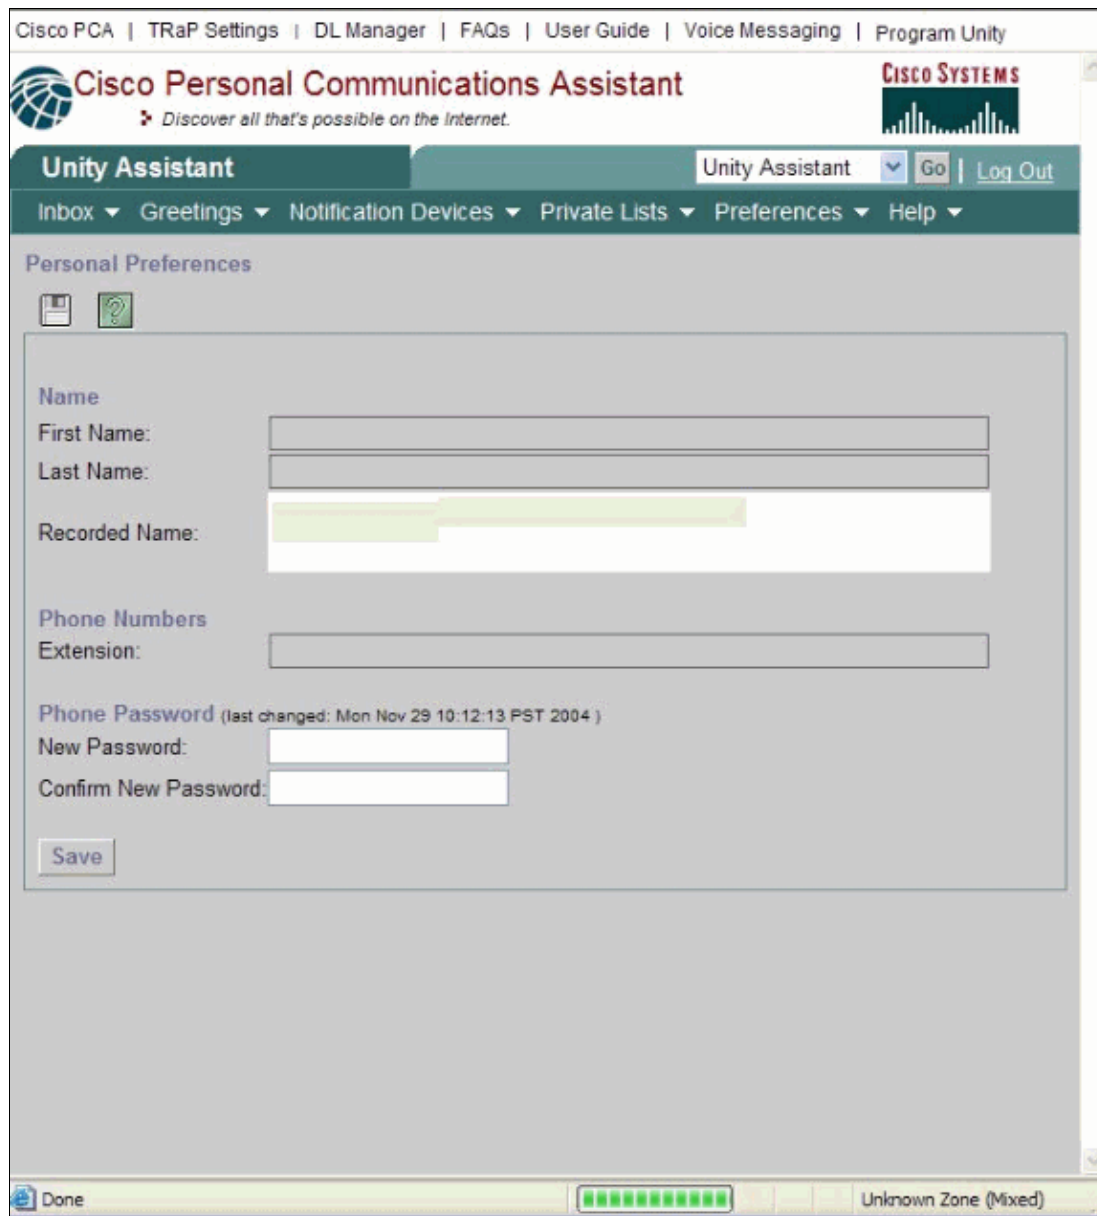 Cisco PCA | TRaP Settings | DL Manager | FAQs | User Guide | Voice Messaging | Program Unity
Cisco Personal Communications Assistant
Discover all that's possible on the Internet.
CISCO SYSTEMS
Unity Assistant
Unity Assistant Go | Log Out
Inbox Greetings Notification Devices Private Lists Preferences Help
Personal Preferences
?
Name
First Name:
Last Name:
Recorded Name:
Phone Numbers
Extension:
Phone Password (last changed: Mon Nov 29 10:12:13 PST 2004 )
New Password:
Confirm New Password:
Save
Done
Unknown Zone (Mixed)